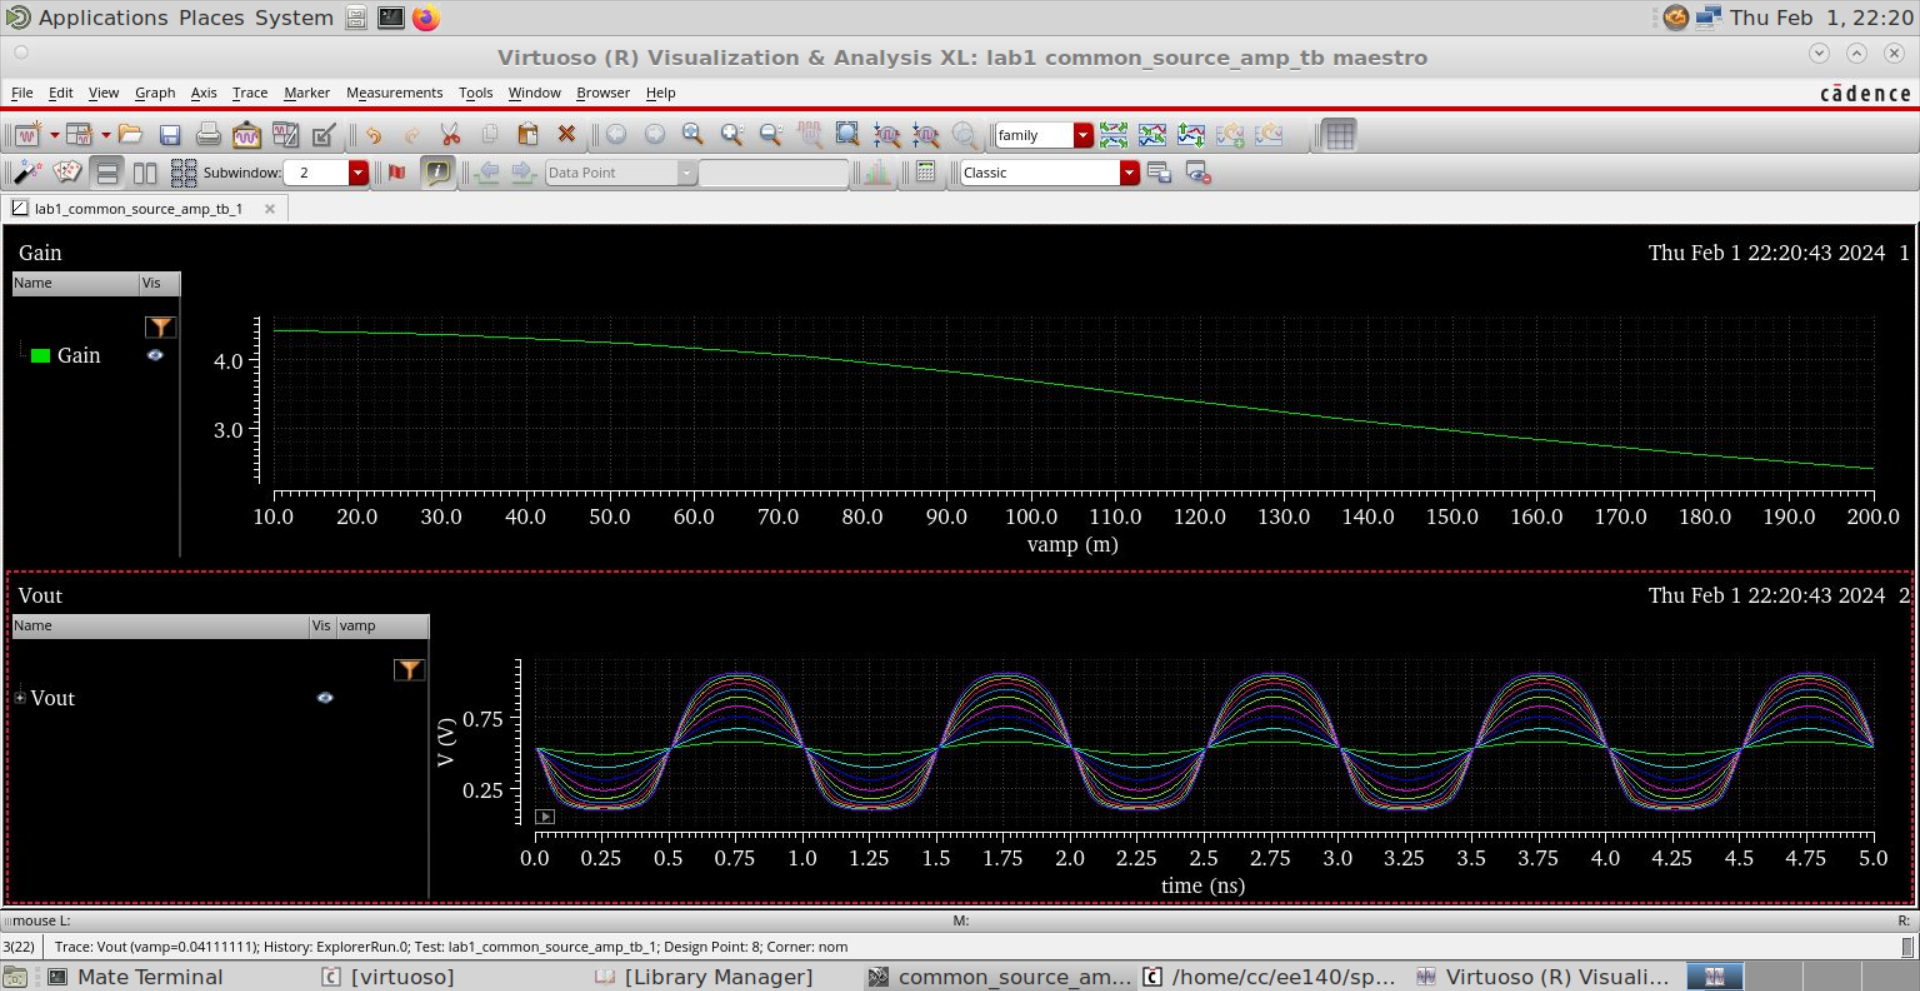 Applications Places System
Thu Feb 1, 22:20
Virtuoso (R) Visualization & Analysis XL: lab1 common_source_amp_tb maestro
File Edit View Graph Axis Trace Marker Measurements Tools Window Browser Help
cādence
family
Subwindow: 2
Data Point
Classic
lab1_common_source_amp_tb_1
Gain
Thu Feb 1 22:20:43 2024 1
Name Vis
Gain
4.0
3.0
10.0 20.0 30.0 40.0 50.0 60.0 70.0 80.0 90.0 100.0 110.0 120.0 130.0 140.0 150.0 160.0 170.0 180.0 190.0 200.0
vamp (m)
Vout
Thu Feb 1 22:20:43 2024 2
Name Vis vamp
Vout
V (V)
0.75
0.25
0.0 0.25 0.5 0.75 1.0 1.25 1.5 1.75 2.0 2.25 2.5 2.75 3.0 3.25 3.5 3.75 4.0 4.25 4.5 4.75 5.0
time (ns)
mouse L: M: R:
3(22) Trace: Vout (vamp=0.04111111); History: ExplorerRun.0; Test: lab1_common_source_amp_tb_1; Design Point: 8; Corner: nom
Mate Terminal [virtuoso] [Library Manager] common_source_am... /home/cc/ee140/sp... Virtuoso (R) Visuali...